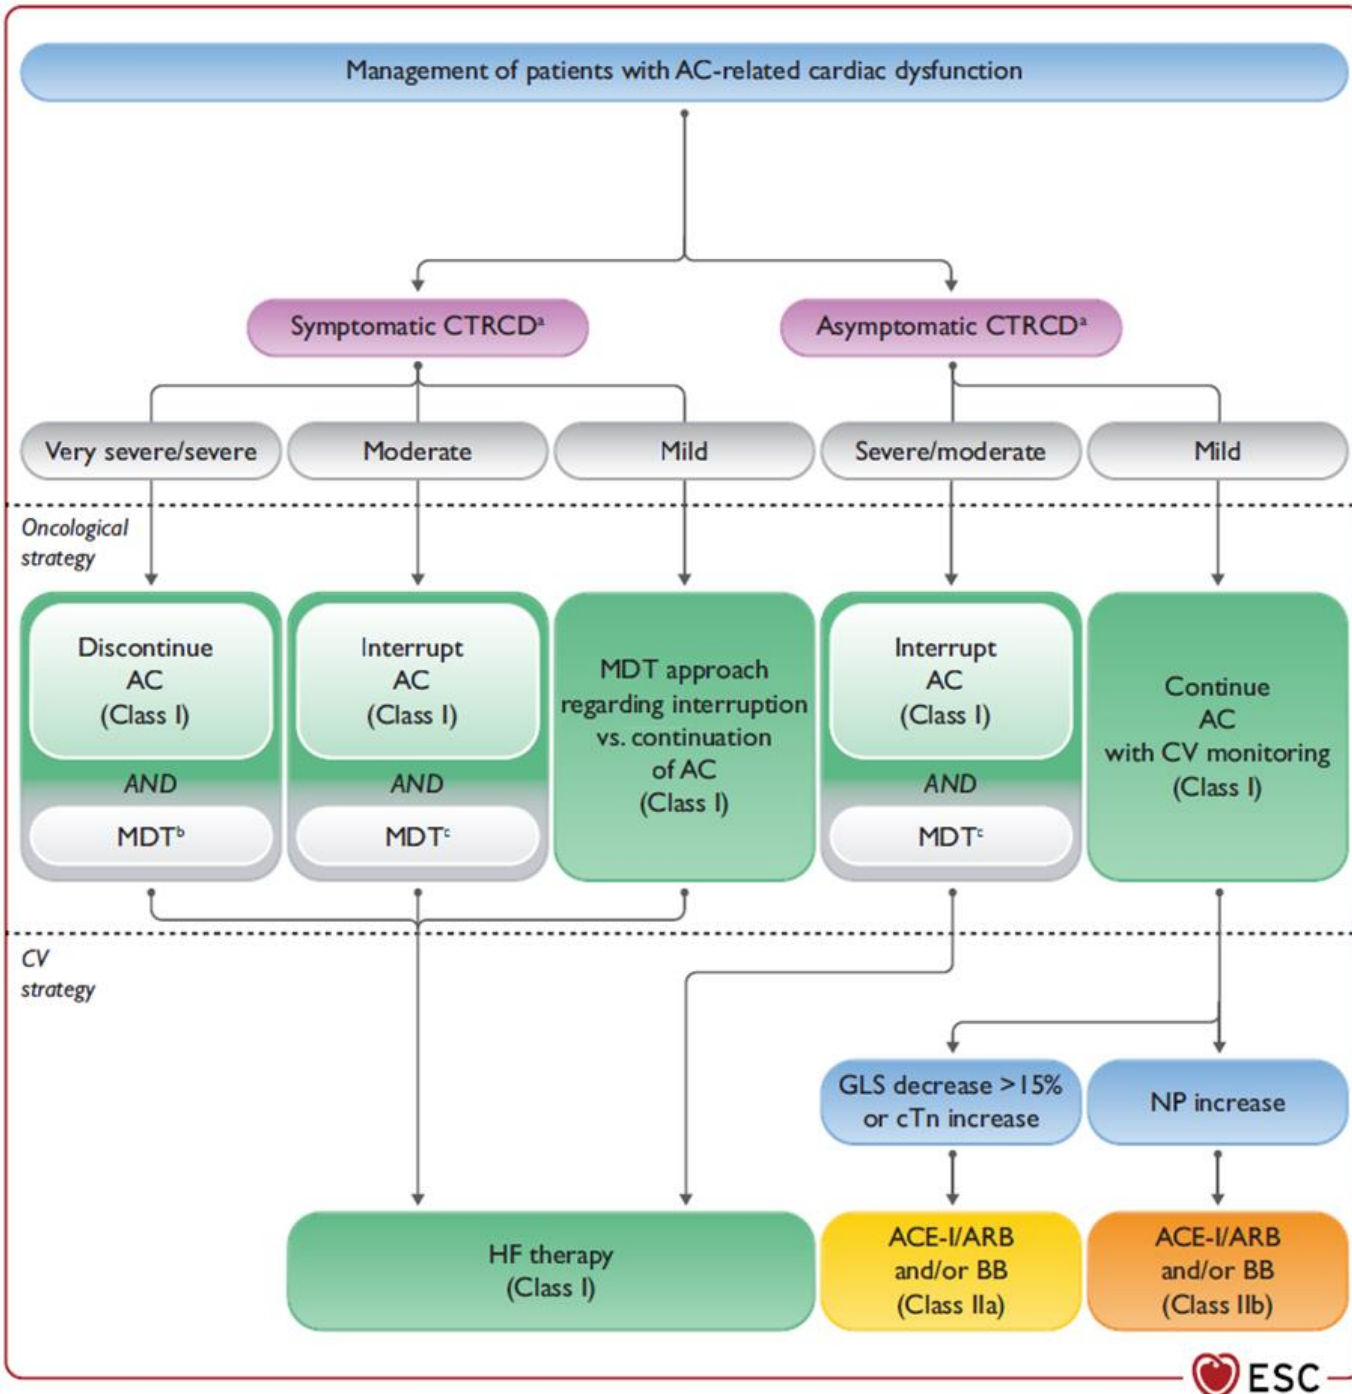 Management of patients with AC-related cardiac dysfunction
Symptomatic CTRCDᵃ
Asymptomatic CTRCDᵃ
Very severe/severe
Moderate
Mild
Severe/moderate
Mild
Oncological
strategy
Discontinue
AC
(Class I)
AND
MDTᵇ
Interrupt
AC
(Class I)
AND
MDTᶜ
MDT approach
regarding interruption
vs. continuation
of AC
(Class I)
Interrupt
AC
(Class I)
AND
MDTᶜ
Continue
AC
with CV monitoring
(Class I)
CV
strategy
GLS decrease >15%
or cTn increase
NP increase
HF therapy
(Class I)
ACE-I/ARB
and/or BB
(Class IIa)
ACE-I/ARB
and/or BB
(Class IIb)
ESC